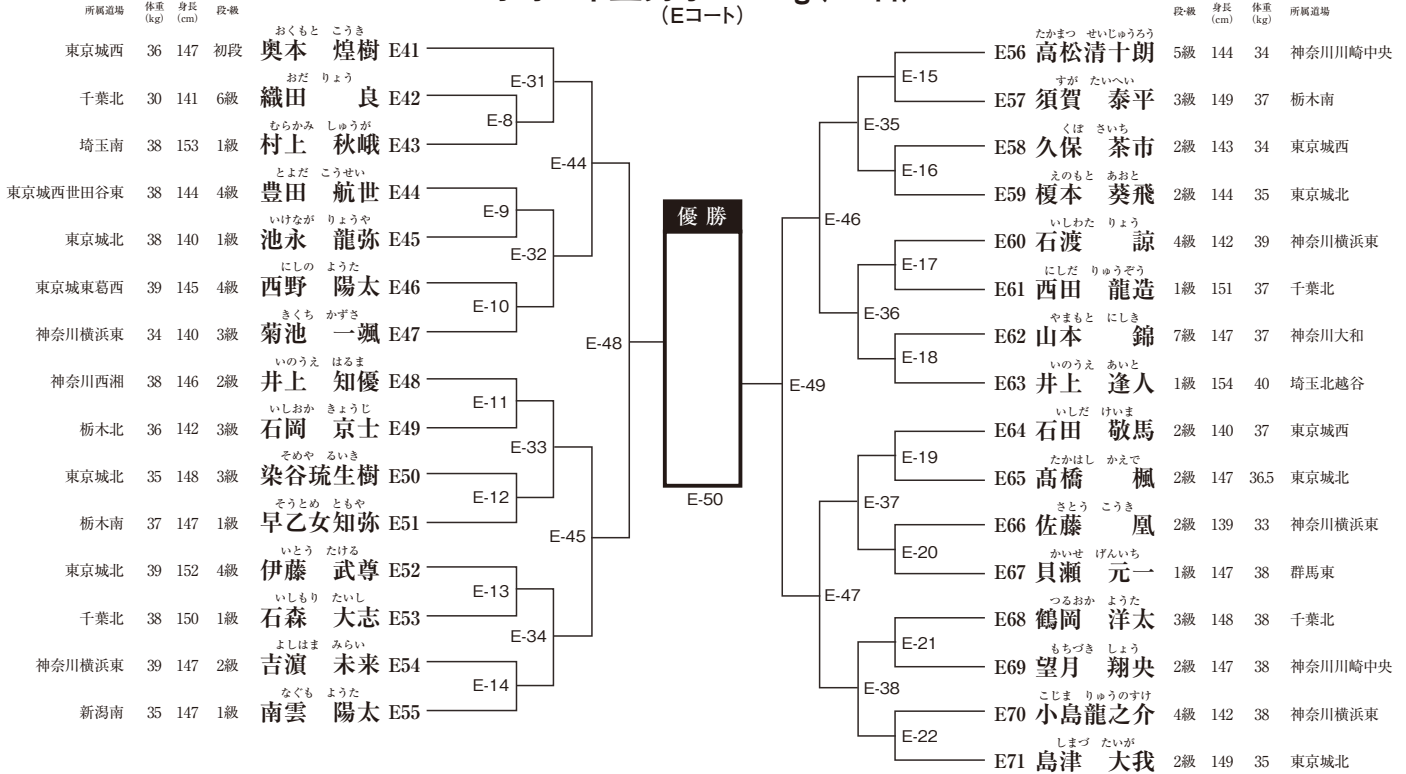 (Eコート)
所属道場 体重(kg) 身長(cm) 段・級
おくもと こうき
東京城西 36 147 初段 奥本 煌樹 E41
おだ りょう
千葉北 30 141 6級 織田 良 E42
むらかみ しゅうが
埼玉南 38 153 1級 村上 秋峨 E43
とよだ こうせい
東京城西世田谷東 38 144 4級 豊田 航世 E44
いけなが りょうや
東京城北 38 140 1級 池永 龍弥 E45
にしの ようた
東京城東葛西 39 145 4級 西野 陽太 E46
きくち かずさ
神奈川横浜東 34 140 3級 菊池 一颯 E47
いのうえ はるま
神奈川西湘 38 146 2級 井上 知優 E48
いしおか きょうじ
栃木北 36 142 3級 石岡 京士 E49
そめや るいき
東京城北 35 148 3級 染谷琉生樹 E50
そうとめ ともや
栃木南 37 147 1級 早乙女知弥 E51
いとう たける
東京城北 39 152 4級 伊藤 武尊 E52
いしもり たいし
千葉北 38 150 1級 石森 大志 E53
よしはま みらい
神奈川横浜東 39 147 2級 吉濵 未来 E54
なぐも ようた
新潟南 35 147 1級 南雲 陽太 E55
E-31
E-8
E-44
E-9
E-32
E-10
E-48
E-11
E-33
E-12
E-45
E-13
E-34
E-14
優勝
E-50
E-15
E-35
E-16
E-46
E-17
E-36
E-18
E-49
E-19
E-37
E-20
E-47
E-21
E-38
E-22
段・級 身長(cm) 体重(kg) 所属道場
たかまつ せいじゅうろう
E56 高松清十朗 5級 144 34 神奈川川崎中央
すが たいへい
E57 須賀 泰平 3級 149 37 栃木南
くぼ さいち
E58 久保 茶市 2級 143 34 東京城西
えのもと あおと
E59 榎本 葵飛 2級 144 35 東京城北
いしわた りょう
E60 石渡 諒 4級 142 39 神奈川横浜東
にしだ りゅうぞう
E61 西田 龍造 1級 151 37 千葉北
やまもと にしき
E62 山本 錦 7級 147 37 神奈川大和
いのうえ あいと
E63 井上 逢人 1級 154 40 埼玉北越谷
いしだ けいま
E64 石田 敬馬 2級 140 37 東京城西
たかはし かえで
E65 髙橋 楓 2級 147 36.5 東京城北
さとう こうき
E66 佐藤 凰 2級 139 33 神奈川横浜東
かいせ げんいち
E67 貝瀬 元一 1級 147 38 群馬東
つるおか ようた
E68 鶴岡 洋太 3級 148 38 千葉北
もちづき しょう
E69 望月 翔央 2級 147 38 神奈川川崎中央
こじま りゅうのすけ
E70 小島龍之介 4級 142 38 神奈川横浜東
しまづ たいが
E71 島津 大我 2級 149 35 東京城北